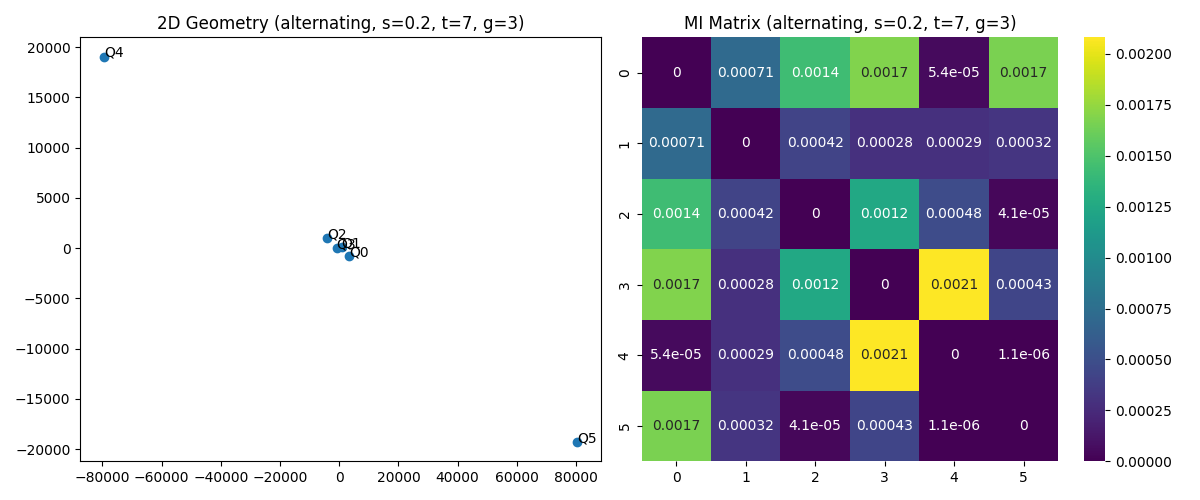 2D Geometry (alternating, s=0.2, t=7, g=3)
20000
15000
10000
5000
0
−5000
−10000
−15000
−20000
−80000 −60000 −40000 −20000 0 20000 40000 60000 80000
Q4
Q2
Q3
Q1
Q0
Q5
MI Matrix (alternating, s=0.2, t=7, g=3)
0 0 0.00071 0.0014 0.0017 5.4e-05 0.0017
1 0.00071 0 0.00042 0.00028 0.00029 0.00032
2 0.0014 0.00042 0 0.0012 0.00048 4.1e-05
3 0.0017 0.00028 0.0012 0 0.0021 0.00043
4 5.4e-05 0.00029 0.00048 0.0021 0 1.1e-06
5 0.0017 0.00032 4.1e-05 0.00043 1.1e-06 0
0 1 2 3 4 5
0.00200
0.00175
0.00150
0.00125
0.00100
0.00075
0.00050
0.00025
0.00000